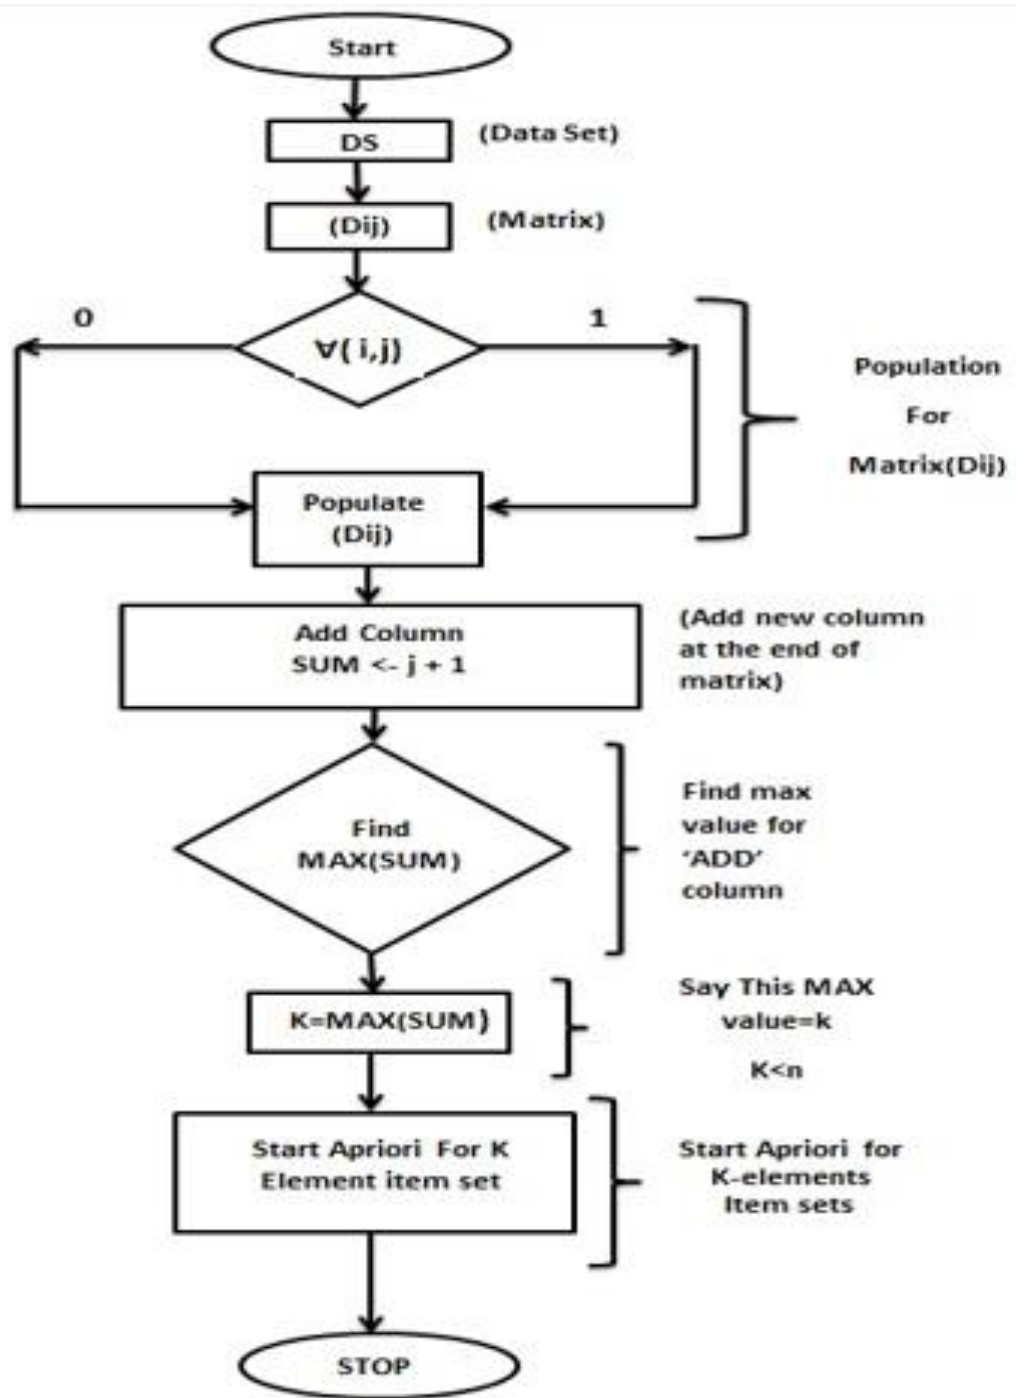 Start
DS
(Data Set)
(Dij)
(Matrix)
0
1
∀( i,j)
Population
For
Matrix(Dij)
Populate
(Dij)
Add Column
SUM <- j + 1
(Add new column
at the end of
matrix)
Find
MAX(SUM)
Find max
value for
‘ADD’
column
K=MAX(SUM)
Say This MAX
value=k
K<n
Start Apriori For K
Element item set
Start Apriori for
K-elements
Item sets
STOP